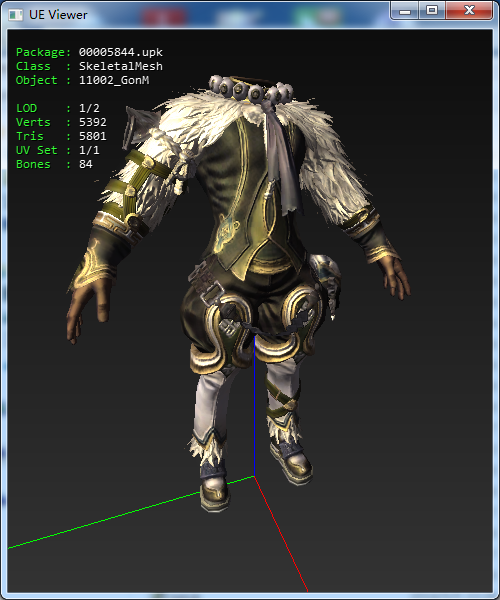 UE Viewer
Package: 00005844.upk
Class : SkeletalMesh
Object : 11002_GonM
LOD : 1/2
Verts : 5392
Tris : 5801
UV Set : 1/1
Bones : 84